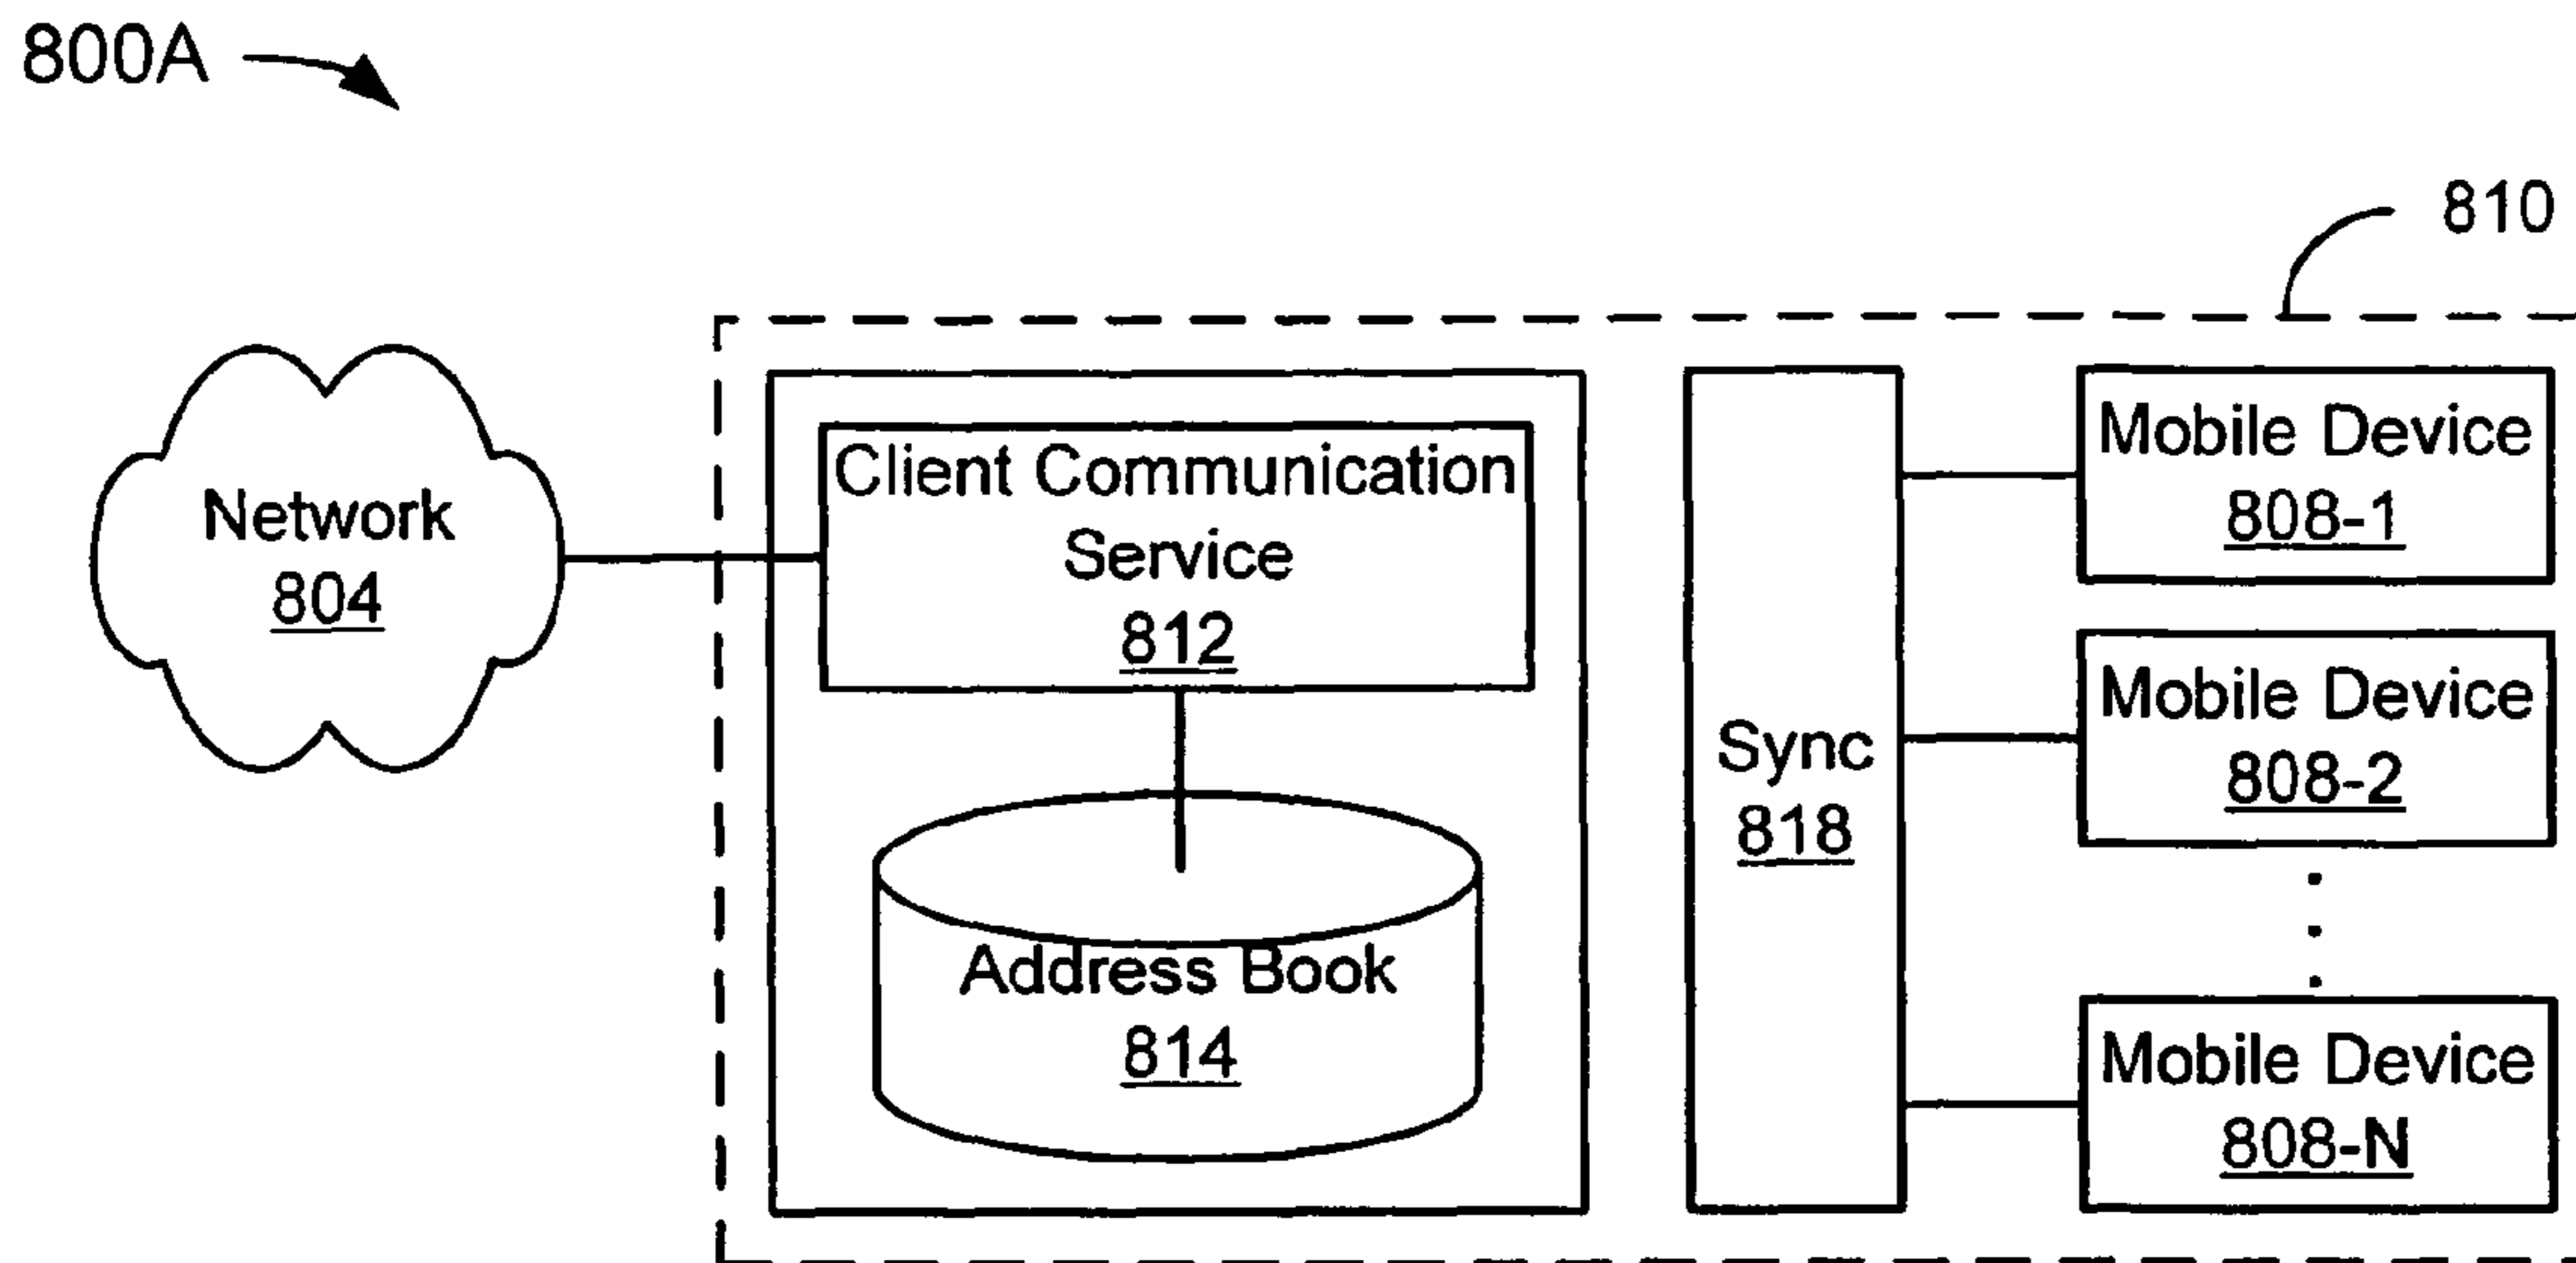 800A
810
Network
804
Client Communication
Service
812
Address Book
814
Sync
818
Mobile Device
808-1
Mobile Device
808-2
Mobile Device
808-N